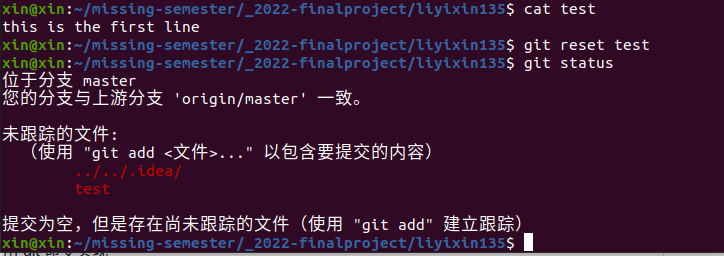 xin@xin:~/missing-semester/_2022-finalproject/liyixin135$ cat test
this is the first line
xin@xin:~/missing-semester/_2022-finalproject/liyixin135$ git reset test
xin@xin:~/missing-semester/_2022-finalproject/liyixin135$ git status
位于分支 master
您的分支与上游分支 'origin/master' 一致。
未跟踪的文件:
（使用 "git add <文件>..." 以包含要提交的内容）
../../.idea/
test
提交为空，但是存在尚未跟踪的文件（使用 "git add" 建立跟踪）
xin@xin:~/missing-semester/_2022-finalproject/liyixin135$